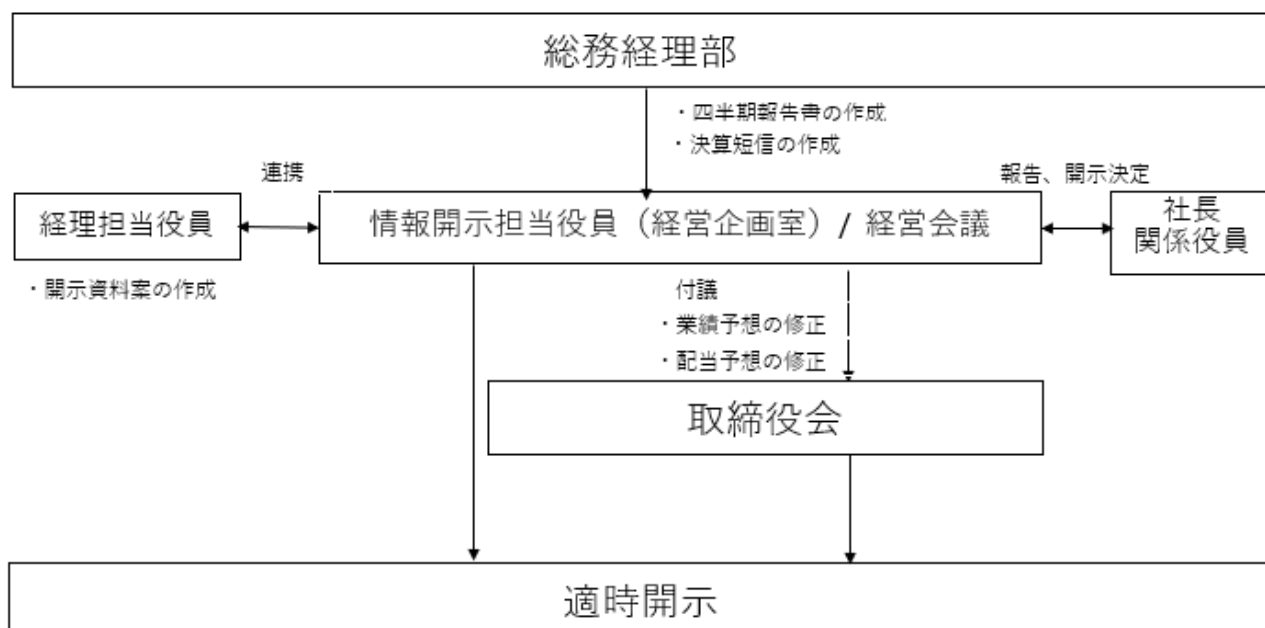 総務経理部
・四半期報告書の作成
・決算短信の作成
連携
報告、開示決定
経理担当役員
情報開示担当役員（経営企画室）/ 経営会議
社長
関係役員
・開示資料案の作成
付議
・業績予想の修正
・配当予想の修正
取締役会
適時開示